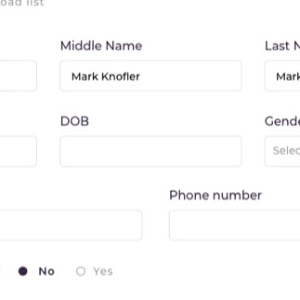 oad list
Middle Name
Last N
Mark Knofler
Mark
DOB
Gende
Selec
Phone number
No
Yes